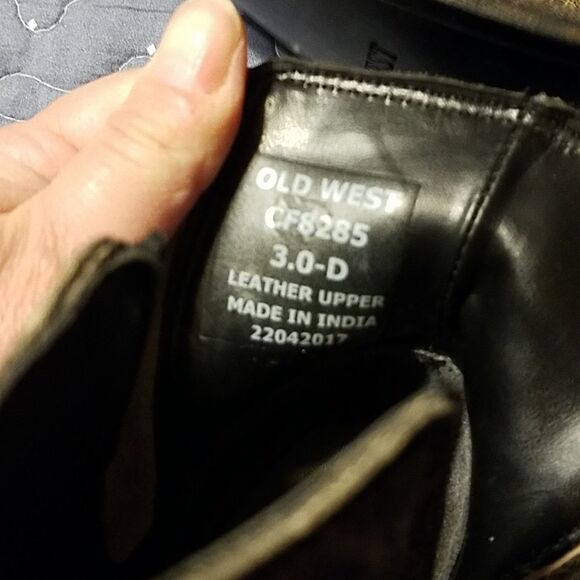 OLD WEST
CF8285
3.0-D
LEATHER UPPER
MADE IN INDIA
22042017